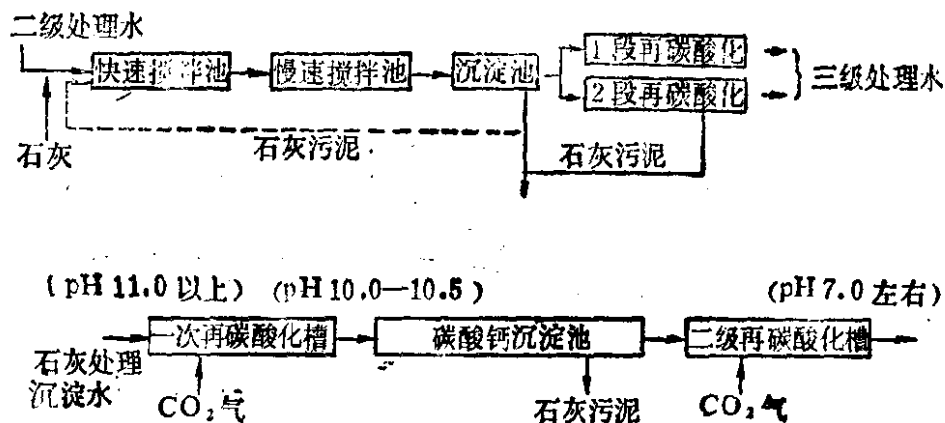 二级处理水
快速搅拌池
慢速搅拌池
沉淀池
1段再碳酸化
2段再碳酸化
三级处理水
石灰
石灰污泥
石灰污泥
(pH 11.0 以上) (pH 10.0—10.5) (pH 7.0 左右)
一次再碳酸化槽
碳酸钙沉淀池
二级再碳酸化槽
石灰处理
沉淀水
CO₂气
石灰污泥
CO₂气